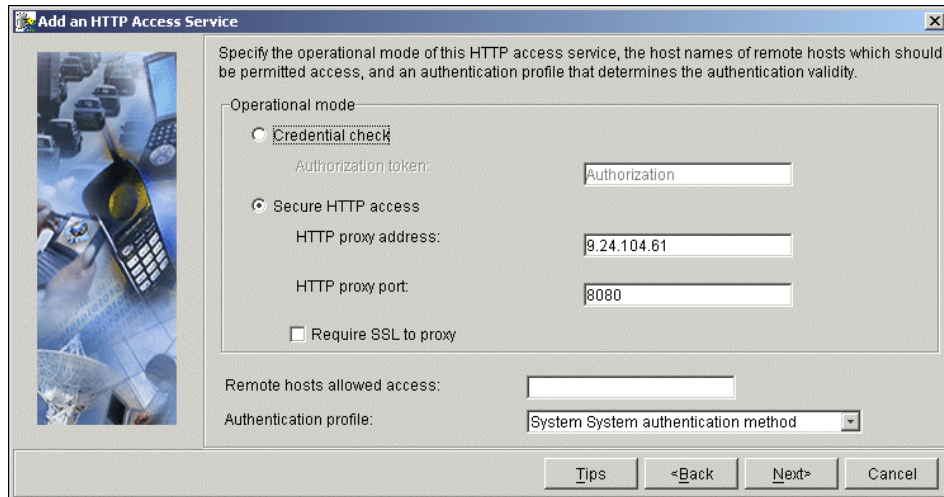 Add an HTTP Access Service
Specify the operational mode of this HTTP access service, the host names of remote hosts which should
be permitted access, and an authentication profile that determines the authentication validity.
Operational mode
Credential check
Authorization token:
Authorization
Secure HTTP access
HTTP proxy address:
9.24.104.61
HTTP proxy port:
8080
Require SSL to proxy
Remote hosts allowed access:
Authentication profile:
System System authentication method
Tips
<Back
Next>
Cancel